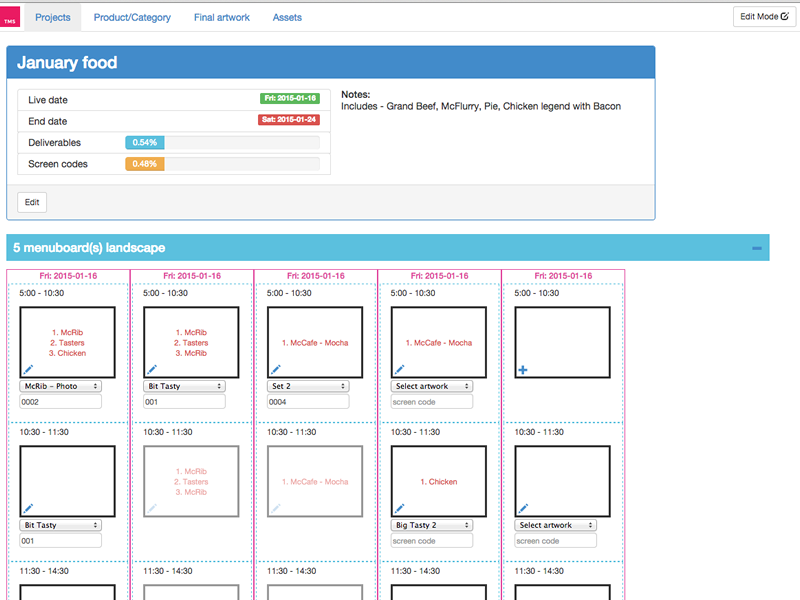 TMS Projects Product/Category Final artwork Assets Edit Mode
January food
Live date Fri: 2015-01-16
End date Sat: 2015-01-24
Deliverables 0.54%
Screen codes 0.48%
Notes:
Includes - Grand Beef, McFlurry, Pie, Chicken legend with Bacon
Edit
5 menuboard(s) landscape
Fri: 2015-01-16 Fri: 2015-01-16 Fri: 2015-01-16 Fri: 2015-01-16 Fri: 2015-01-16
5:00 - 10:30 5:00 - 10:30 5:00 - 10:30 5:00 - 10:30 5:00 - 10:30
1. McRib 1. McRib
2. Tasters 2. Tasters 1. McCafe - Mocha 1. McCafe - Mocha
3. Chicken 3. McRib
McRib - Photo Bit Tasty Set 2 Select artwork
0002 001 0004 screen code
10:30 - 11:30 10:30 - 11:30 10:30 - 11:30 10:30 - 11:30 10:30 - 11:30
1. McRib
2. Tasters 1. McCafe - Mocha 1. Chicken
3. McRib
Bit Tasty Big Tasty 2 Select artwork
001 screen code screen code
11:30 - 14:30 11:30 - 14:30 11:30 - 14:30 11:30 - 14:30 11:30 - 14:30